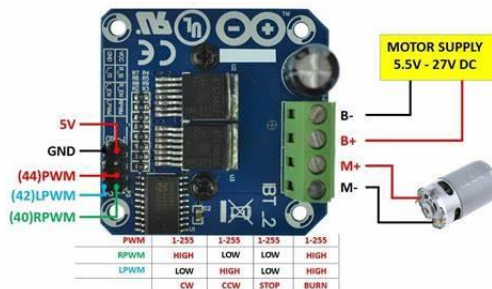 MOTOR SUPPLY
5.5V - 27V DC
B-
B+
M+
M-
5V
GND
(44)PWM
(42)LPWM
(40)RPWM
BT_2
PWM 1-255 1-255 1-255 1-255
RPWM HIGH LOW LOW HIGH
LPWM LOW HIGH LOW HIGH
CW CCW STOP BURN